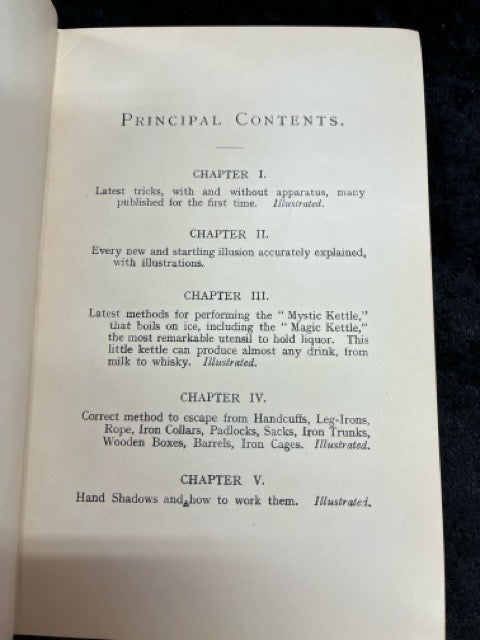 PRINCIPAL CONTENTS.
CHAPTER I.
Latest tricks, with and without apparatus, many
published for the first time. Illustrated.
CHAPTER II.
Every new and startling illusion accurately explained,
with illustrations.
CHAPTER III.
Latest methods for performing the "Mystic Kettle,"
that boils on ice, including the "Magic Kettle,"
the most remarkable utensil to hold liquor. This
little kettle can produce almost any drink, from
milk to whisky. Illustrated.
CHAPTER IV.
Correct method to escape from Handcuffs, Leg-Irons,
Rope, Iron Collars, Padlocks, Sacks, Iron Trunks,
Wooden Boxes, Barrels, Iron Cages. Illustrated.
CHAPTER V.
Hand Shadows and how to work them. Illustrated.